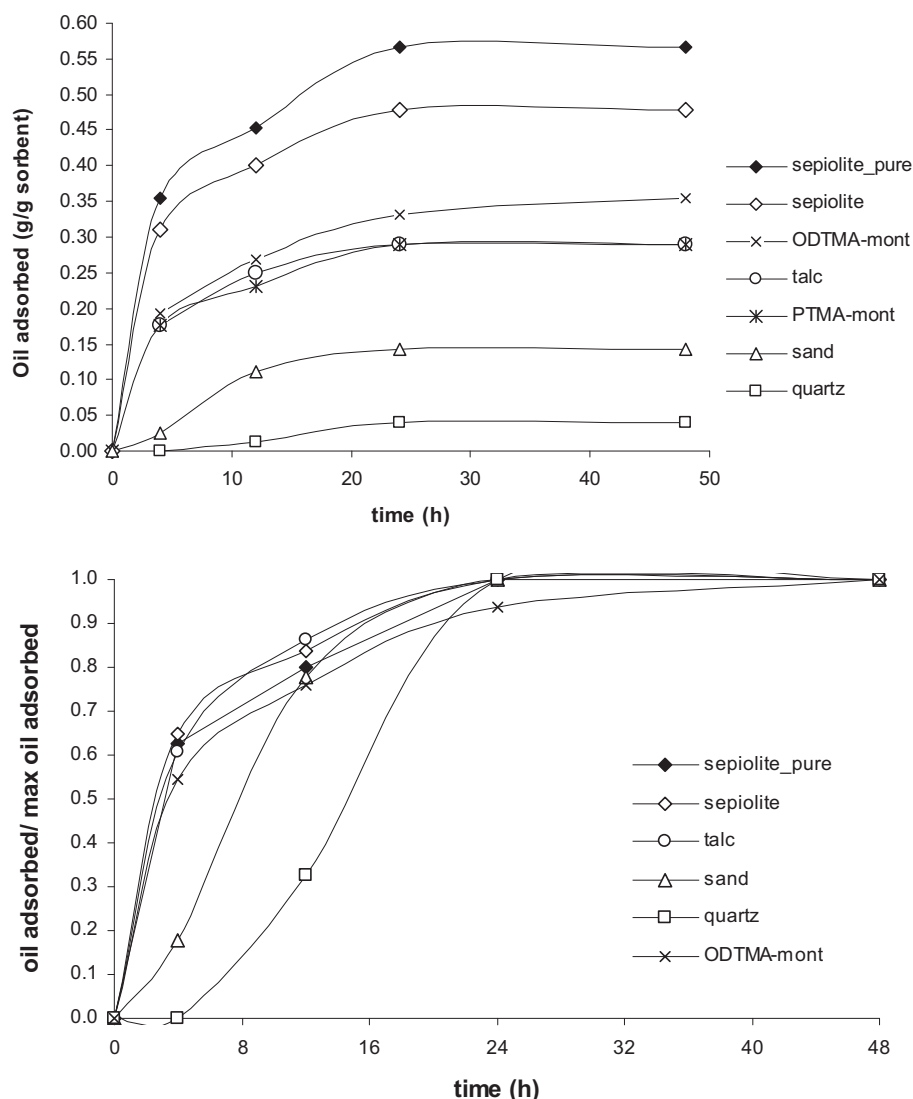 0.60
0.55
0.50
0.45
0.40
0.35
0.30
0.25
0.20
0.15
0.10
0.05
0.00
Oil adsorbed (g/g sorbent)
0 10 20 30 40 50
time (h)
sepiolite_pure
sepiolite
ODTMA-mont
talc
PTMA-mont
sand
quartz
1.0
0.9
0.8
0.7
0.6
0.5
0.4
0.3
0.2
0.1
0.0
oil adsorbed/ max oil adsorbed
0 8 16 24 32 40 48
time (h)
sepiolite_pure
sepiolite
talc
sand
quartz
ODTMA-mont